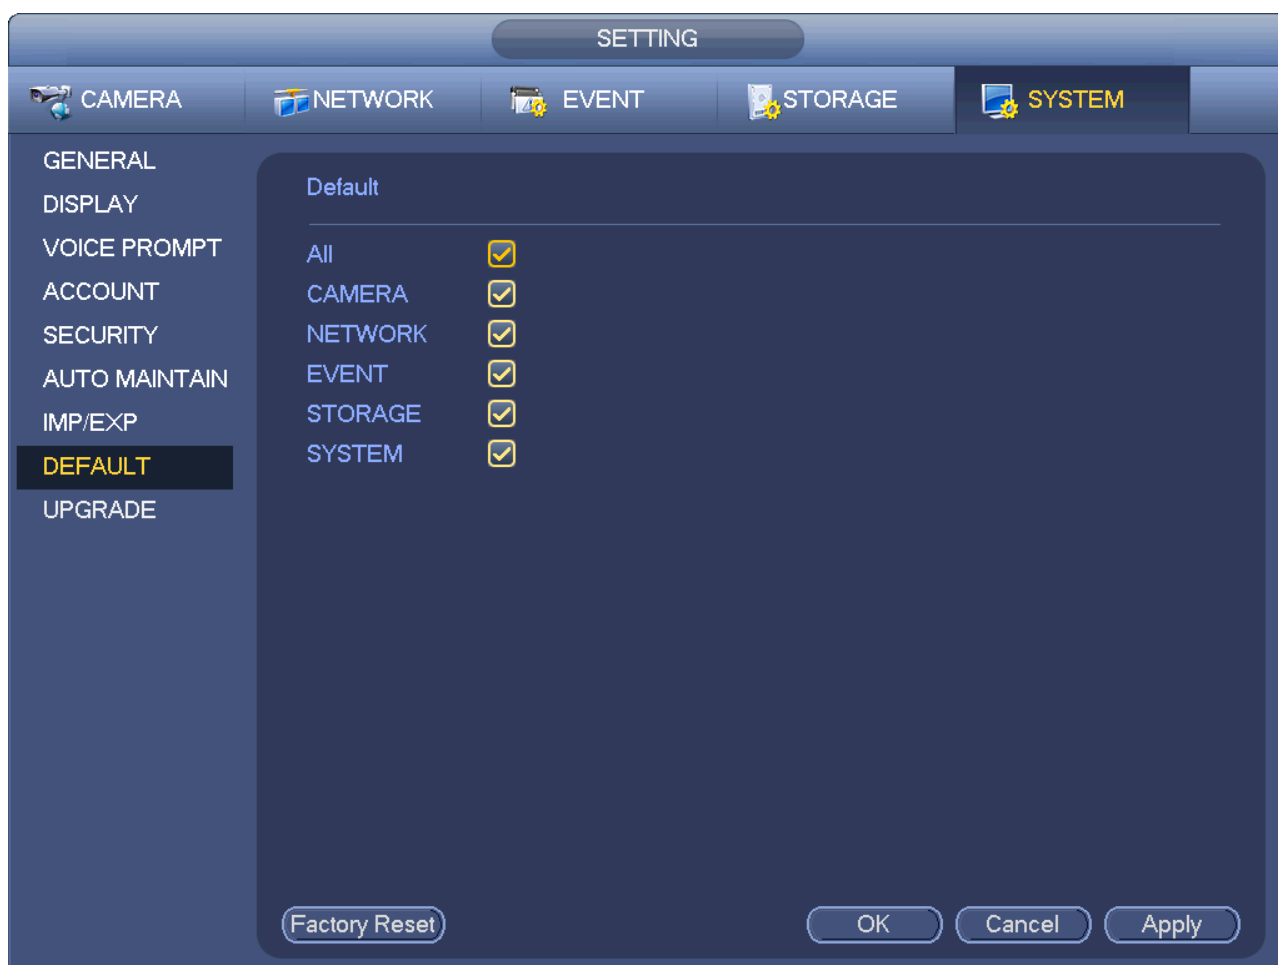 SETTING
CAMERA NETWORK EVENT STORAGE SYSTEM
GENERAL
DISPLAY
VOICE PROMPT
ACCOUNT
SECURITY
AUTO MAINTAIN
IMP/EXP
DEFAULT
UPGRADE
Default
All
CAMERA
NETWORK
EVENT
STORAGE
SYSTEM
Factory Reset OK Cancel Apply